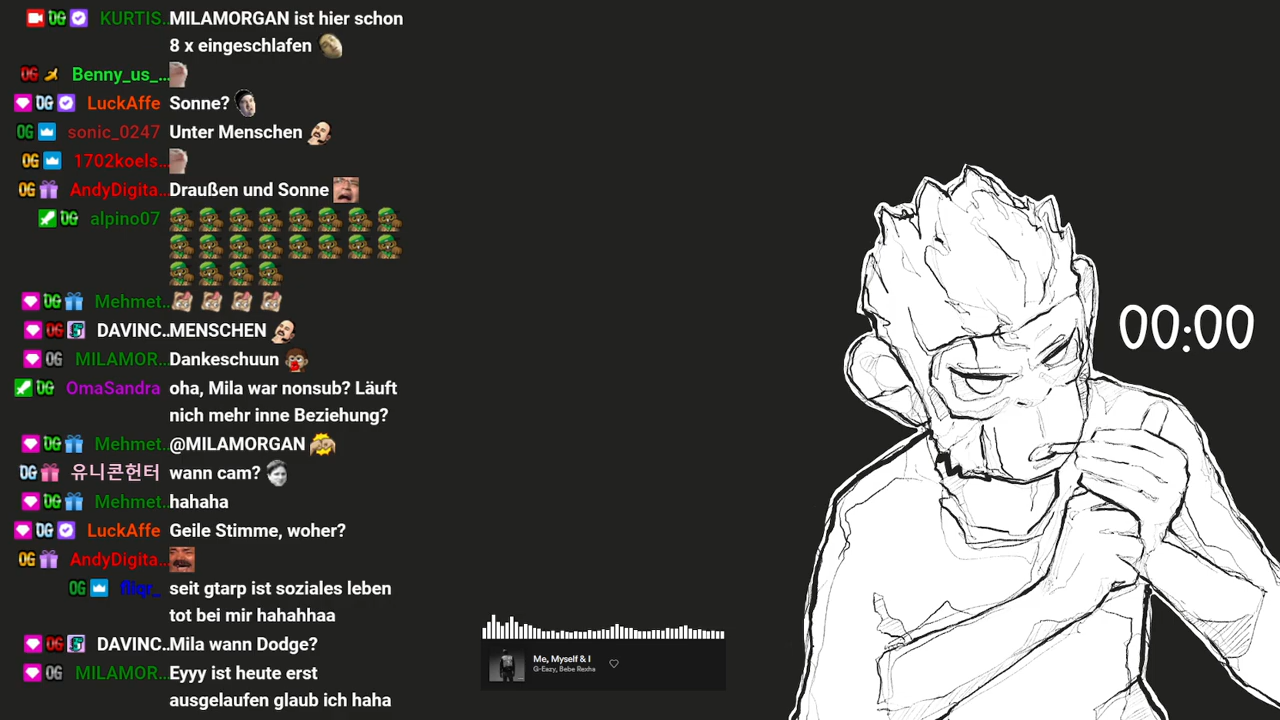 KURTIS.. MILAMORGAN ist hier schon
8 x eingeschlafen
Benny_us_...
LuckAffe Sonne?
sonic_0247 Unter Menschen
1702koels...
AndyDigita... Draußen und Sonne
alpino07
Mehmet..
DAVINC.. MENSCHEN
MILAMOR... Dankeschuun
OmaSandra oha, Mila war nonsub? Läuft
nich mehr inne Beziehung?
Mehmet.. @MILAMORGAN
유니콘헌터 wann cam?
Mehmet.. hahaha
LuckAffe Geile Stimme, woher?
AndyDigita...
seit gtarp ist soziales leben
tot bei mir hahahhaa
DAVINC.. Mila wann Dodge?
MILAMOR... Eyyy ist heute erst
ausgelaufen glaub ich haha
00:00
Me, Myself & I
G-Eazy, Bebe Rexha